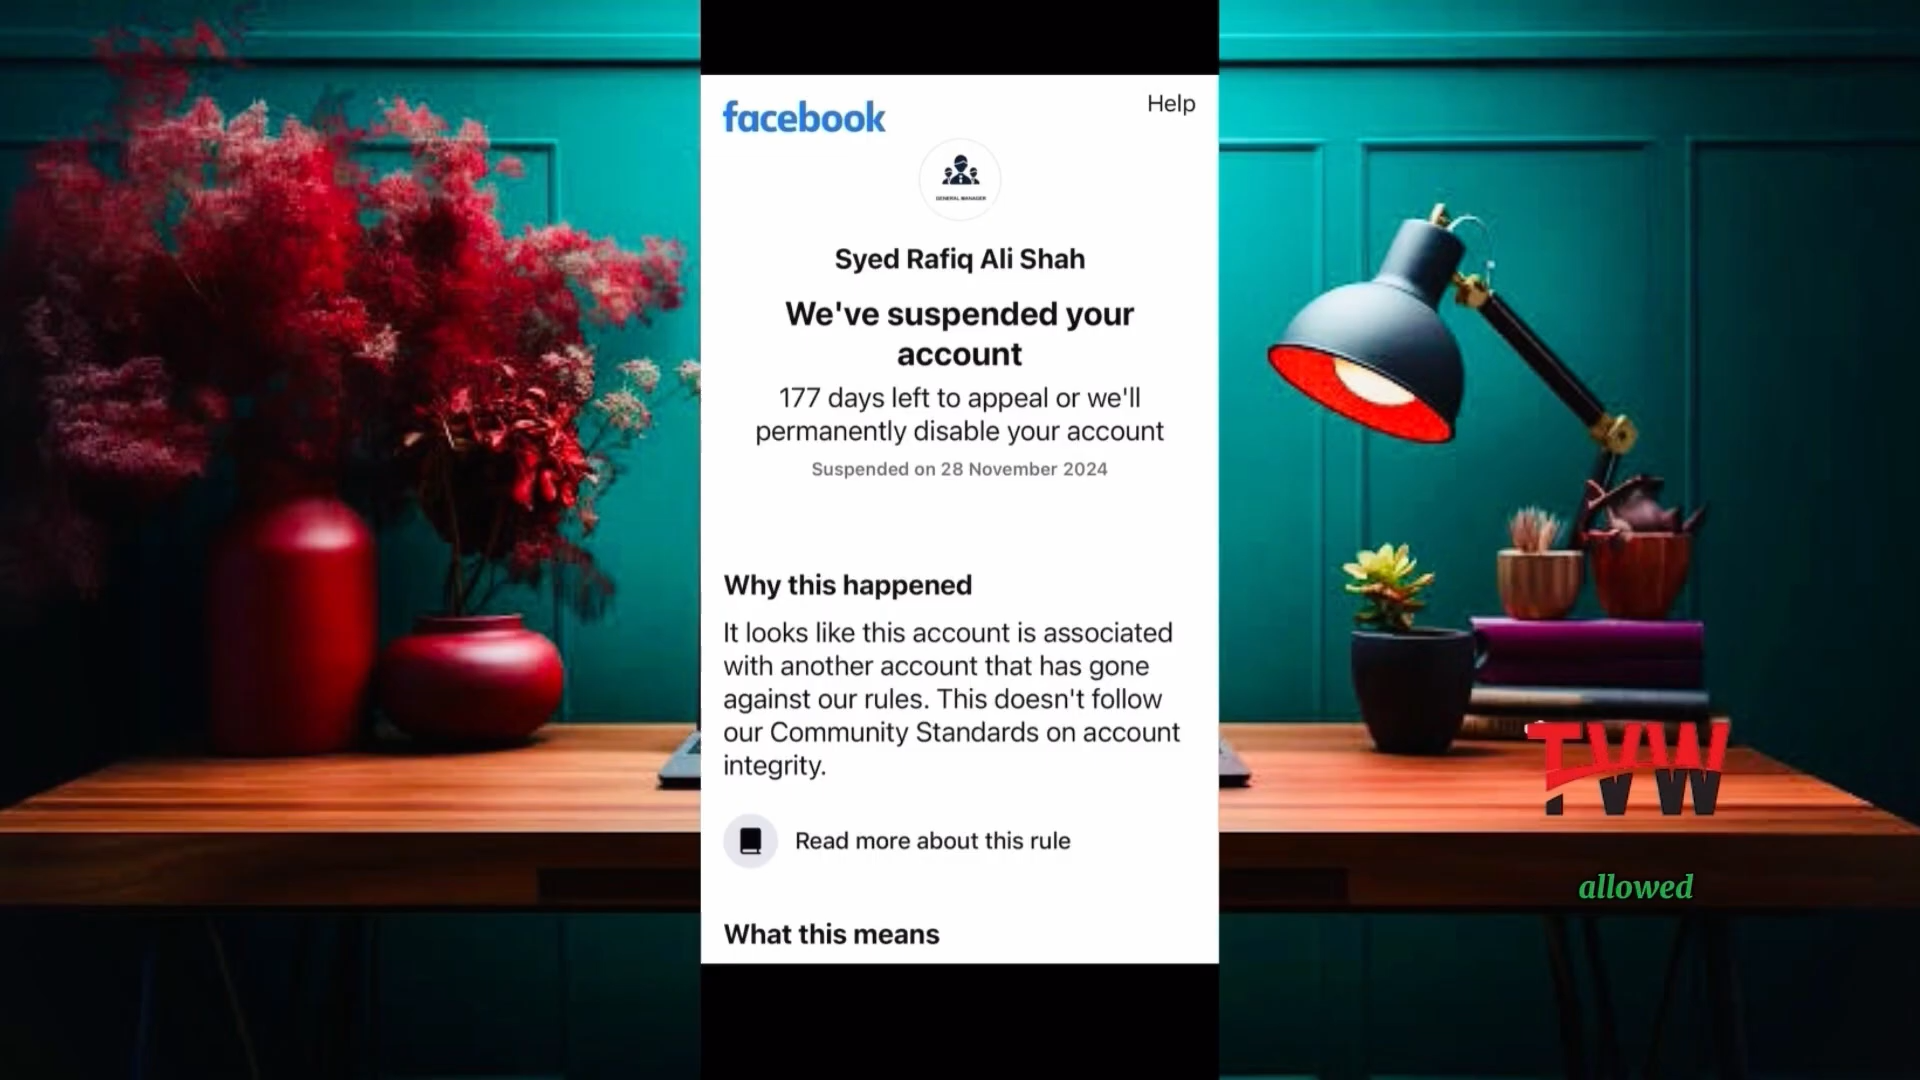 facebook
Help
GENERAL MANAGER
Syed Rafiq Ali Shah
We've suspended your
account
177 days left to appeal or we'll
permanently disable your account
Suspended on 28 November 2024
Why this happened
It looks like this account is associated
with another account that has gone
against our rules. This doesn't follow
our Community Standards on account
integrity.
Read more about this rule
TVW
allowed
What this means